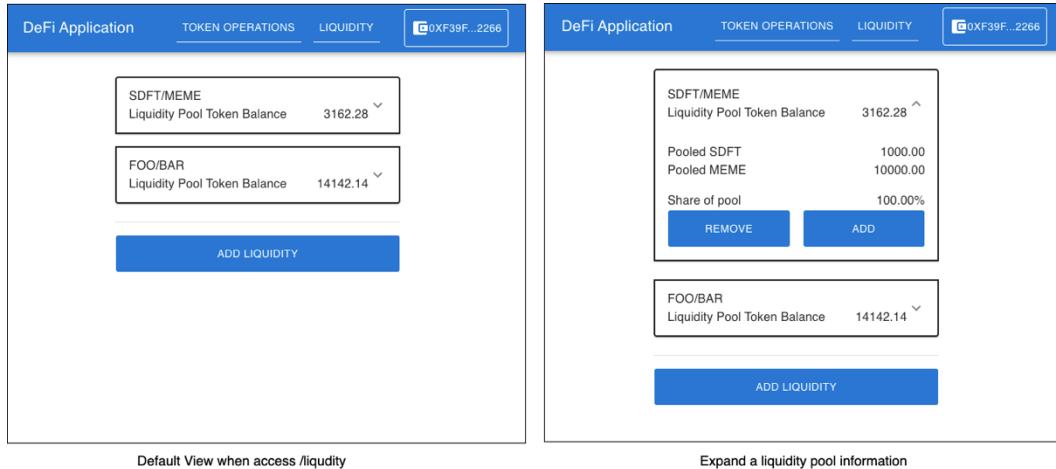 DeFi Application TOKEN OPERATIONS LIQUIDITY 0XF39F...2266
SDFT/MEME
Liquidity Pool Token Balance 3162.28
FOO/BAR
Liquidity Pool Token Balance 14142.14
ADD LIQUIDITY
Default View when access /liqudity
DeFi Application TOKEN OPERATIONS LIQUIDITY 0XF39F...2266
SDFT/MEME
Liquidity Pool Token Balance 3162.28
Pooled SDFT 1000.00
Pooled MEME 10000.00
Share of pool 100.00%
REMOVE ADD
FOO/BAR
Liquidity Pool Token Balance 14142.14
ADD LIQUIDITY
Expand a liquidity pool information